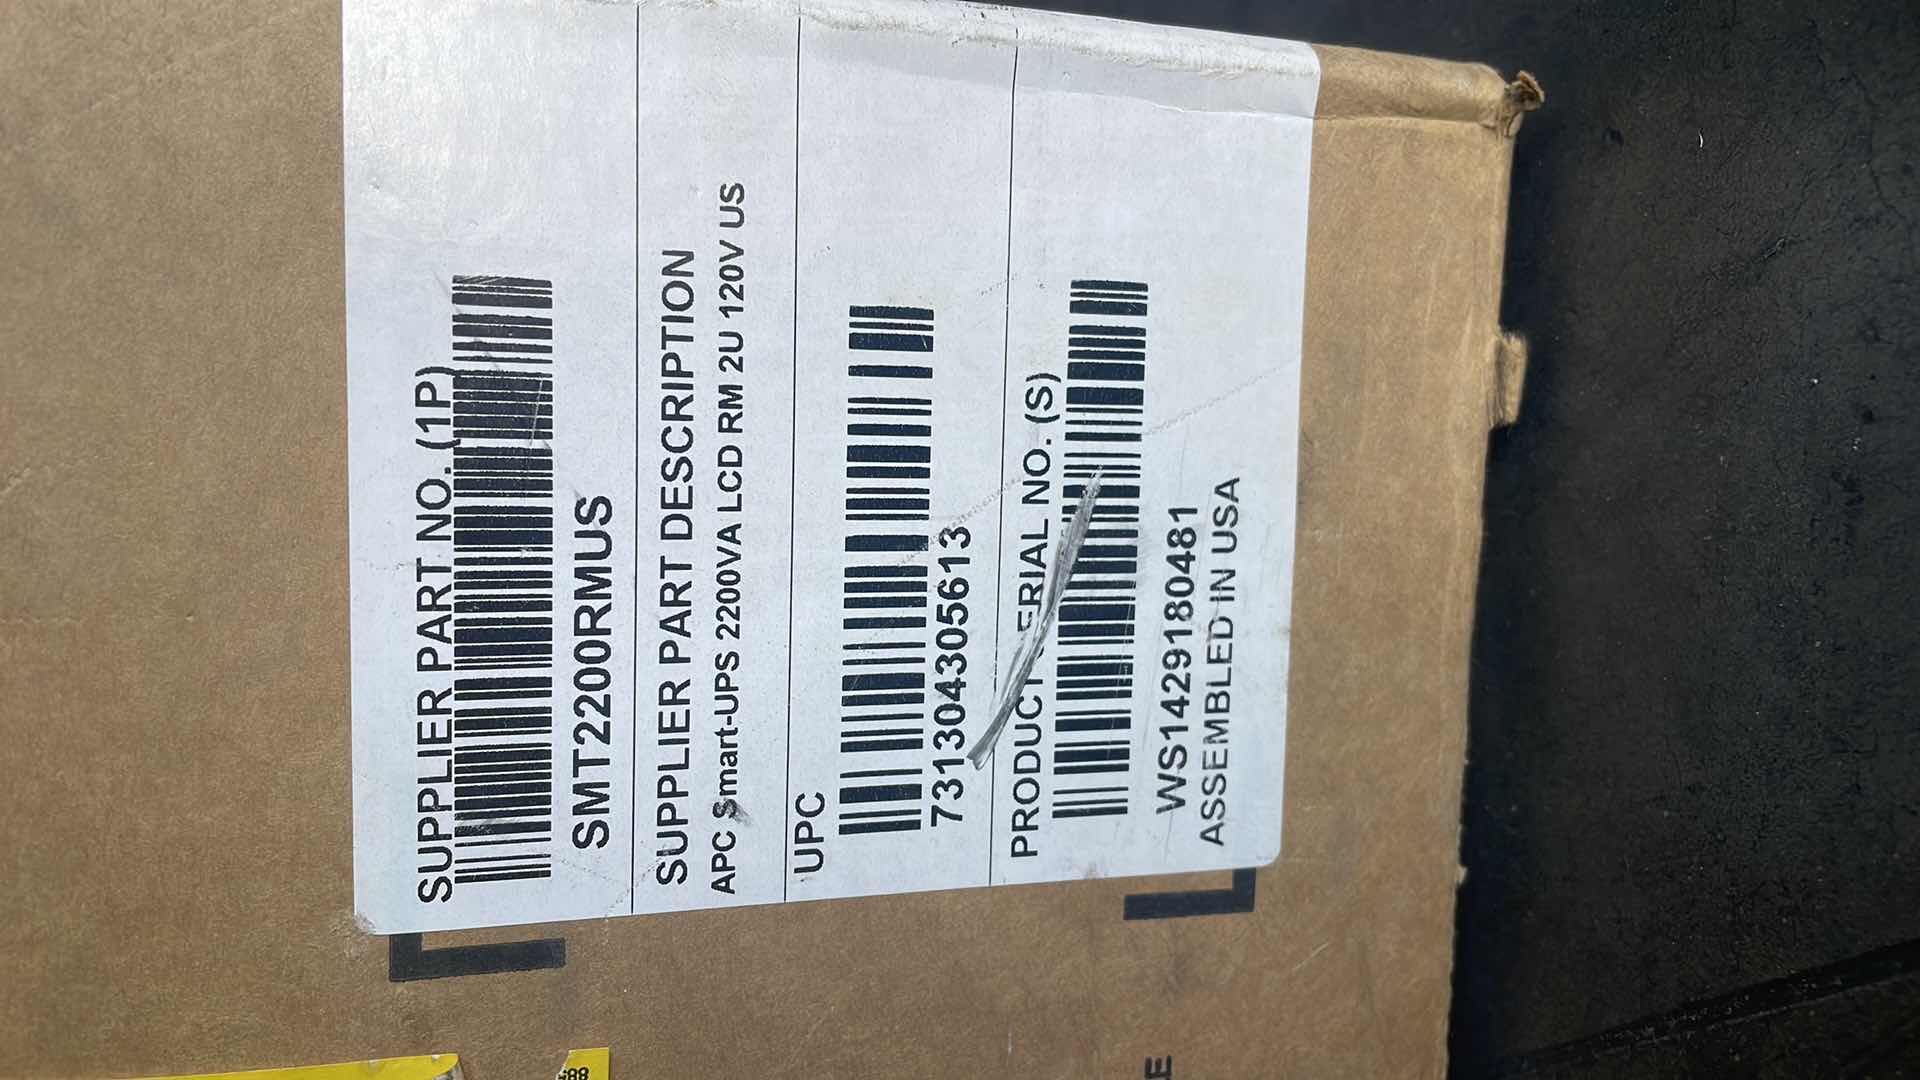 SUPPLIER PART NO. (1P)
SMT2200RMUS
SUPPLIER PART DESCRIPTION
APC Smart-UPS 2200VA LCD RM 2U 120V US
UPC
731304305613
PRODUCT SERIAL NO. (S)
WS1429180481
ASSEMBLED IN USA